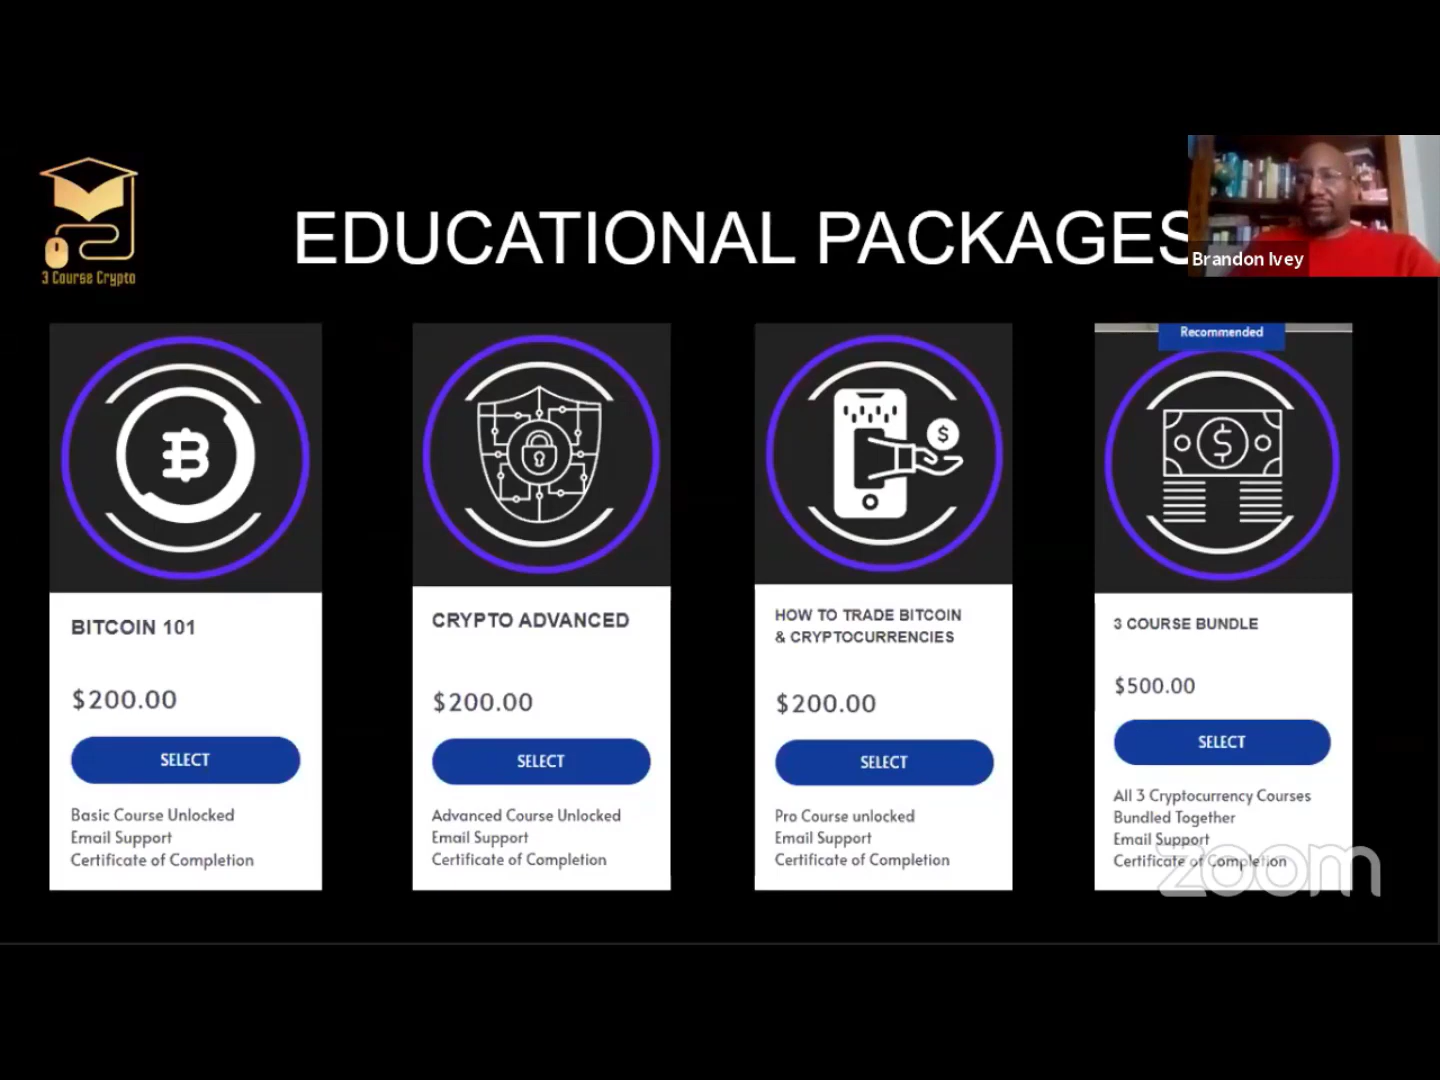 3 Course Crypto
EDUCATIONAL PACKAGES
Brandon Ivey
BITCOIN 101
$200.00
SELECT
Basic Course Unlocked
Email Support
Certificate of Completion
CRYPTO ADVANCED
$200.00
SELECT
Advanced Course Unlocked
Email Support
Certificate of Completion
HOW TO TRADE BITCOIN
& CRYPTOCURRENCIES
$200.00
SELECT
Pro Course unlocked
Email Support
Certificate of Completion
Recommended
3 COURSE BUNDLE
$500.00
SELECT
All 3 Cryptocurrency Courses
Bundled Together
Email Support
Certificate of Completion
zoom